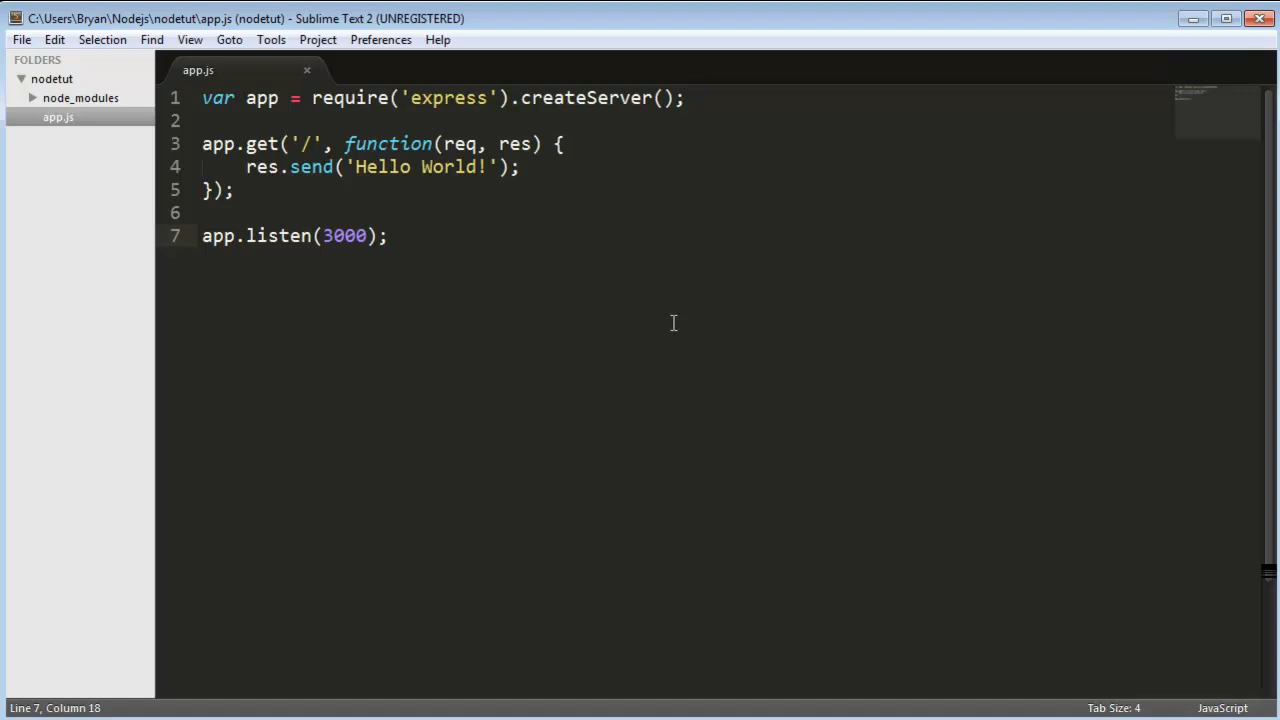 C:\Users\Bryan\Nodejs\nodetut\app.js (nodetut) - Sublime Text 2 (UNREGISTERED)
File Edit Selection Find View Goto Tools Project Preferences Help
FOLDERS
nodetut
node_modules
app.js
app.js ×
1 var app = require('express').createServer();
2
3 app.get('/', function(req, res) {
4     res.send('Hello World!');
5 });
6
7 app.listen(3000);
Line 7, Column 18
Tab Size: 4
JavaScript